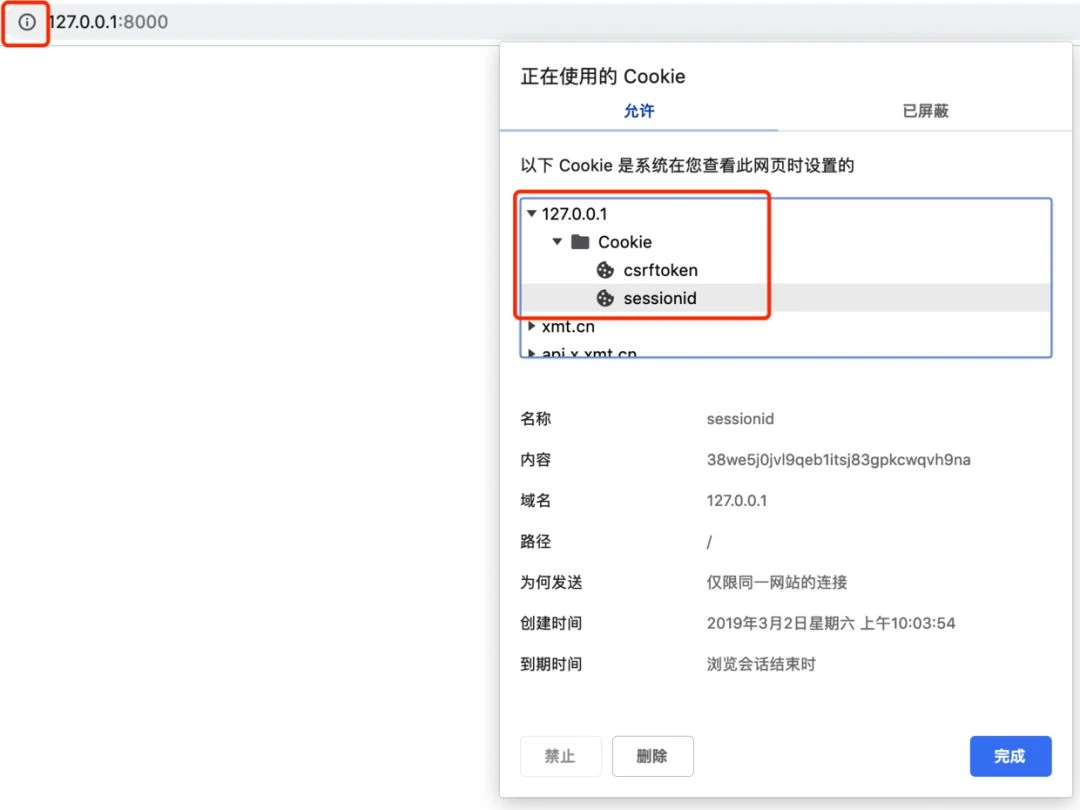 127.0.0.1:8000
正在使用的 Cookie
允许 已屏蔽
以下 Cookie 是系统在您查看此网页时设置的
127.0.0.1
Cookie
csrftoken
sessionid
xmt.cn
api.x.xmt.cn
名称 sessionid
内容 38we5j0jvl9qeb1itsj83gpkcwqvh9na
域名 127.0.0.1
路径 /
为何发送 仅限同一网站的连接
创建时间 2019年3月2日星期六 上午10:03:54
到期时间 浏览会话结束时
禁止 删除 完成